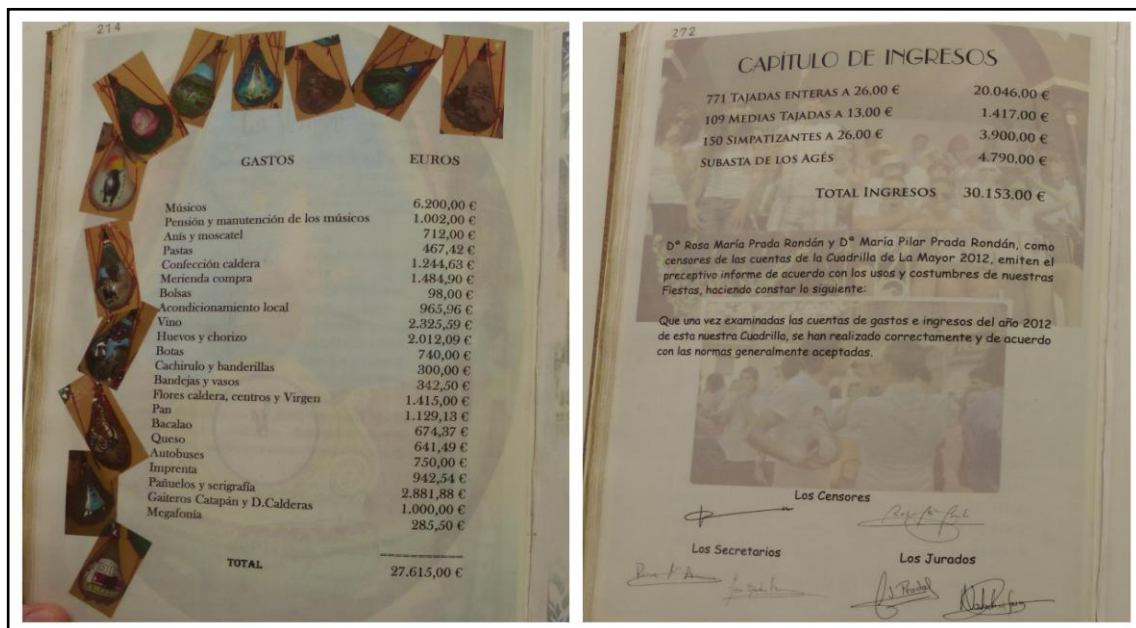 214
GASTOS EUROS
Músicos 6.200,00 €
Pensión y manutención de los músicos 1.002,00 €
Anís y moscatel 712,00 €
Pastas 467,42 €
Confección caldera 1.244,63 €
Merienda compra 1.484,90 €
Bolsas 98,00 €
Acondicionamiento local 965,96 €
Vino 2.325,59 €
Huevos y chorizo 2.012,09 €
Botas 740,00 €
Cachirulo y banderillas 300,00 €
Bandejas y vasos 342,50 €
Flores caldera, centros y Virgen 1.415,00 €
Pan 1.129,13 €
Bacalao 674,37 €
Queso 641,49 €
Autobuses 750,00 €
Imprenta 942,54 €
Pañuelos y serigrafía 2.881,88 €
Gaiteros Catapán y D.Calderas 1.000,00 €
Megafonía 285,50 €
TOTAL 27.615,00 €
272
CAPÍTULO DE INGRESOS
771 TAJADAS ENTERAS A 26,00 € 20.046,00 €
109 MEDIAS TAJADAS A 13,00 € 1.417,00 €
150 SIMPATIZANTES A 26,00 € 3.900,00 €
SUBASTA DE LOS AGÉS 4.790,00 €
TOTAL INGRESOS 30.153,00 €
Dª Rosa María Prada Rondán y Dª María Pilar Prada Rondán, como
censores de las cuentas de la Cuadrilla de La Mayor 2012, emiten el
preceptivo informe de acuerdo con los usos y costumbres de nuestras
Fiestas, haciendo constar lo siguiente:
Que una vez examinadas las cuentas de gastos e ingresos del año 2012
de esta nuestra Cuadrilla, se han realizado correctamente y de acuerdo
con las normas generalmente aceptadas.
Los Censores
Los Secretarios
Los Jurados